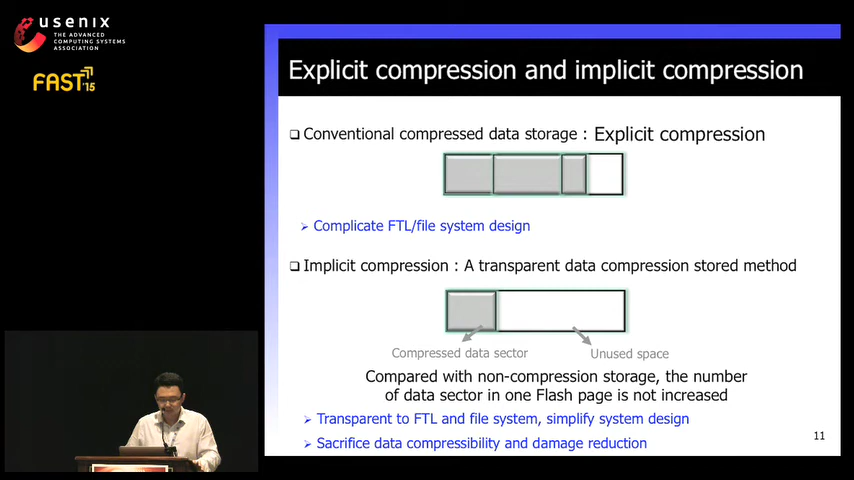 usenix
THE ADVANCED
COMPUTING SYSTEMS
ASSOCIATION
FAST '15
Explicit compression and implicit compression
Conventional compressed data storage : Explicit compression
Complicate FTL/file system design
Implicit compression : A transparent data compression stored method
Compressed data sector
Unused space
Compared with non-compression storage, the number
of data sector in one Flash page is not increased
Transparent to FTL and file system, simplify system design
Sacrifice data compressibility and damage reduction
11